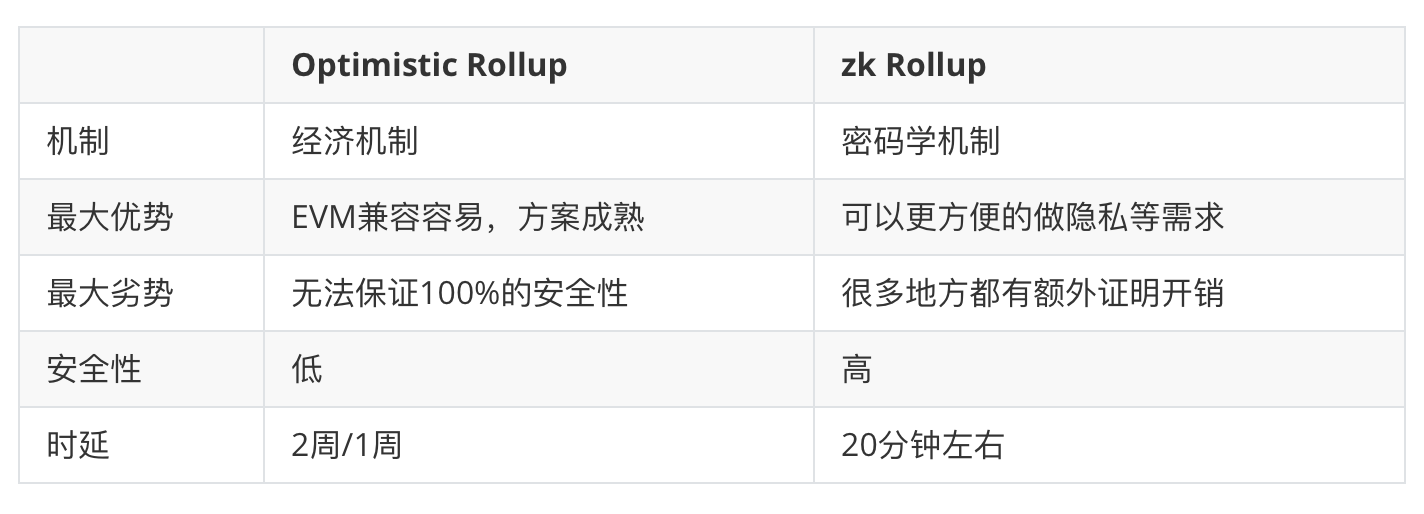 Optimistic Rollup zk Rollup
机制 经济机制 密码学机制
最大优势 EVM兼容容易，方案成熟 可以更方便的做隐私等需求
最大劣势 无法保证100%的安全性 很多地方都有额外证明开销
安全性 低 高
时延 2周/1周 20分钟左右